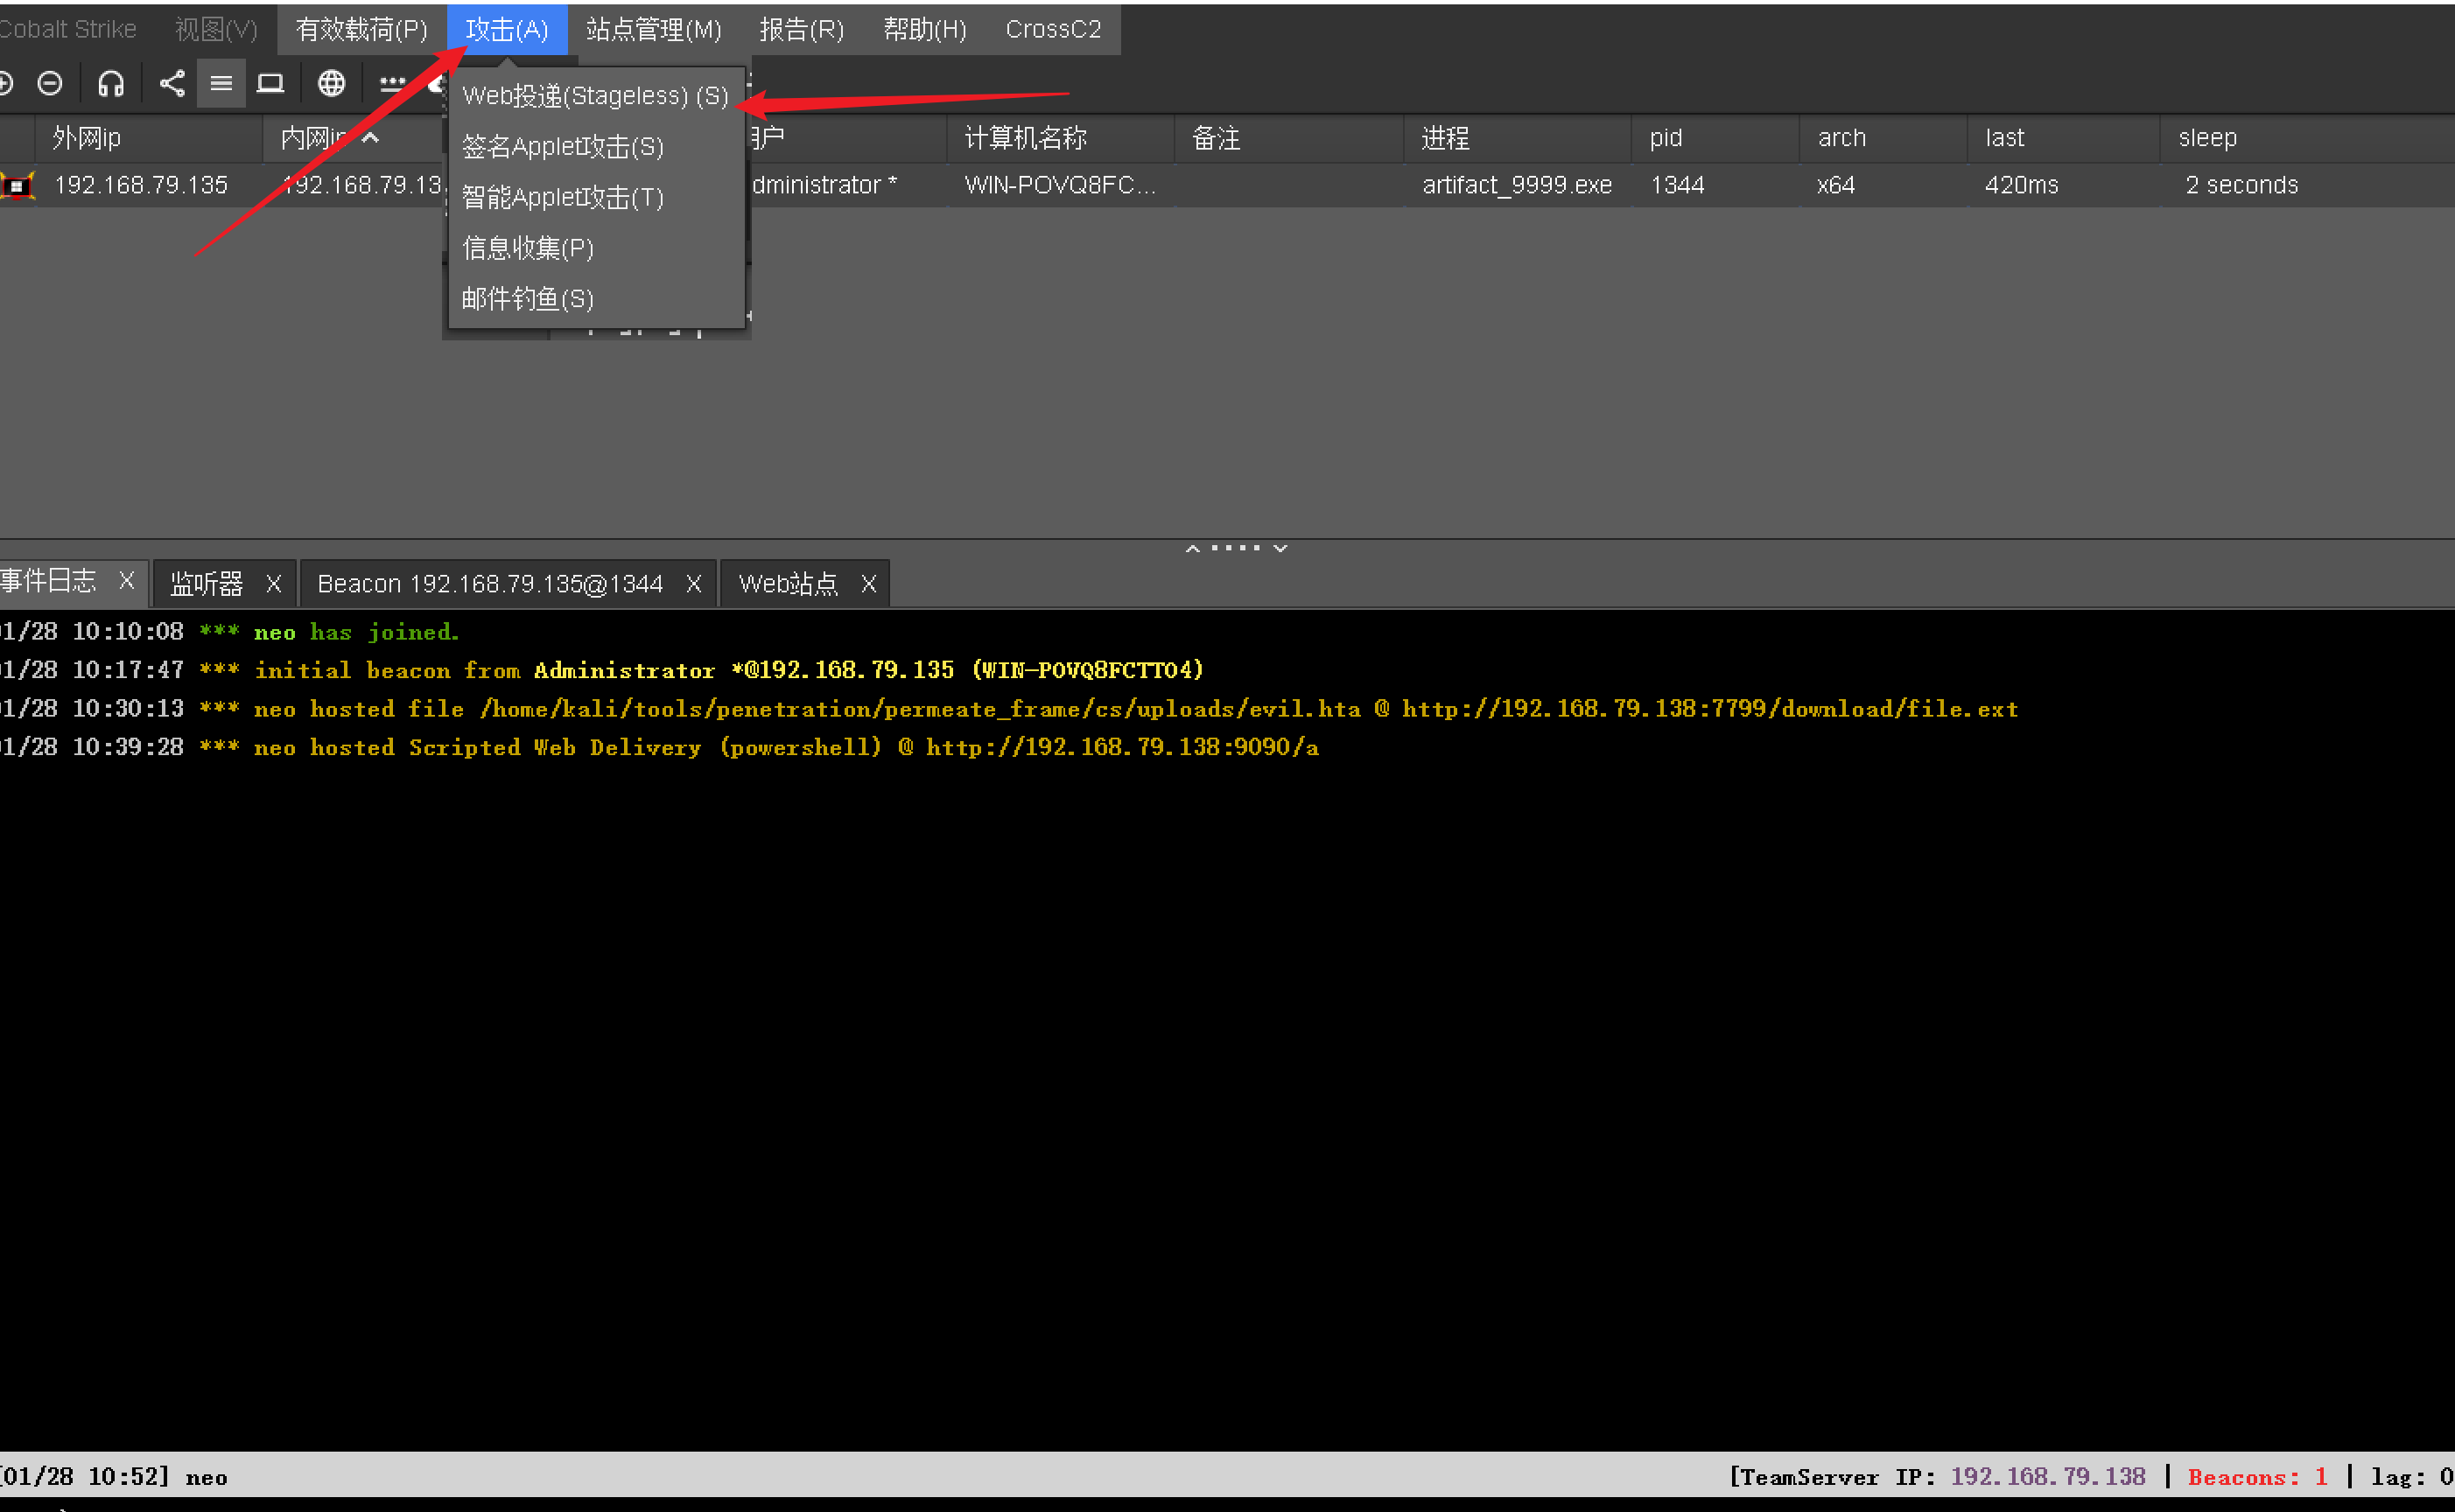 Cobalt Strike 视图(V) 有效载荷(P) 攻击(A) 站点管理(M) 报告(R) 帮助(H) CrossC2
Web投递(Stageless) (S)
签名Applet攻击(S)
智能Applet攻击(T)
信息收集(P)
邮件钓鱼(S)
外网ip 内网ip 用户 计算机名称 备注 进程 pid arch last sleep
192.168.79.135 192.168.79.13 dministrator * WIN-POVQ8FC... artifact_9999.exe 1344 x64 420ms 2 seconds
事件日志 X 监听器 X Beacon 192.168.79.135@1344 X Web站点 X
01/28 10:10:08 *** neo has joined.
01/28 10:17:47 *** initial beacon from Administrator *@192.168.79.135 (WIN-POVQ8FCTTO4)
01/28 10:30:13 *** neo hosted file /home/kali/tools/penetration/permeate_frame/cs/uploads/evil.hta @ http://192.168.79.138:7799/download/file.ext
01/28 10:39:28 *** neo hosted Scripted Web Delivery (powershell) @ http://192.168.79.138:9090/a
[01/28 10:52] neo [TeamServer IP: 192.168.79.138 | Beacons: 1 | lag: 0